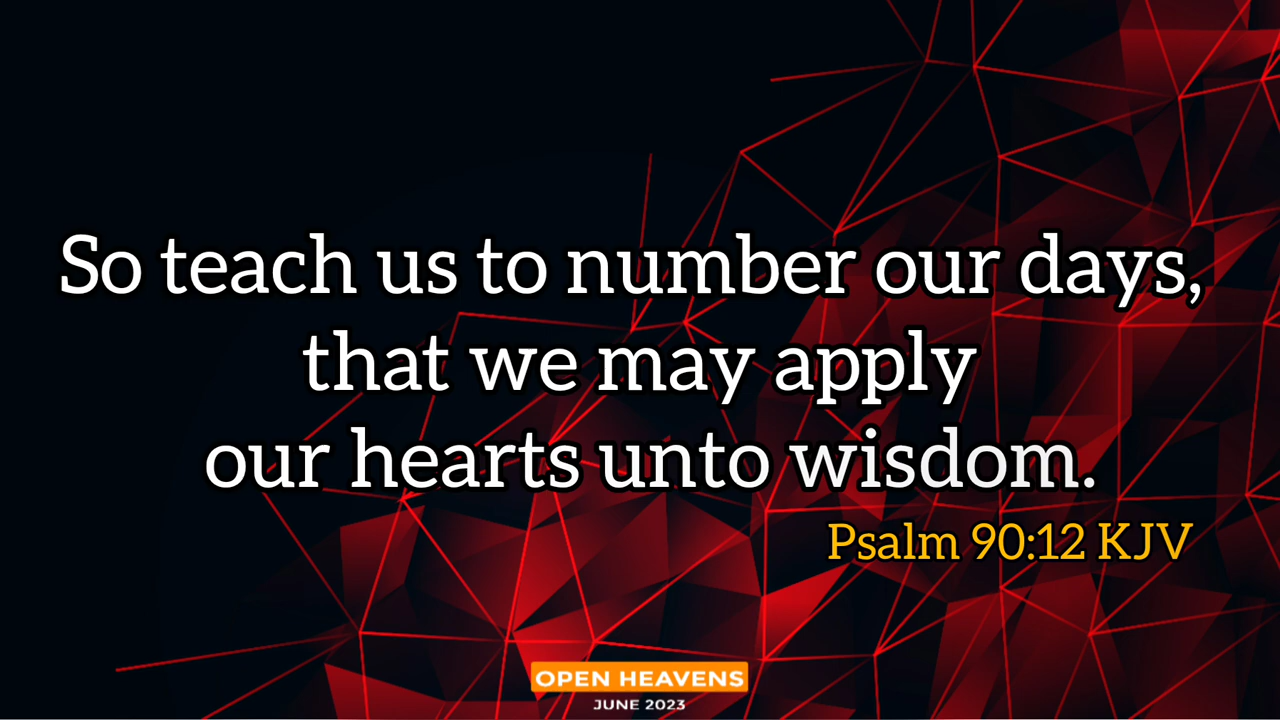 So teach us to number our days,
that we may apply
our hearts unto wisdom.
Psalm 90:12 KJV
OPEN HEAVENS
JUNE 2023